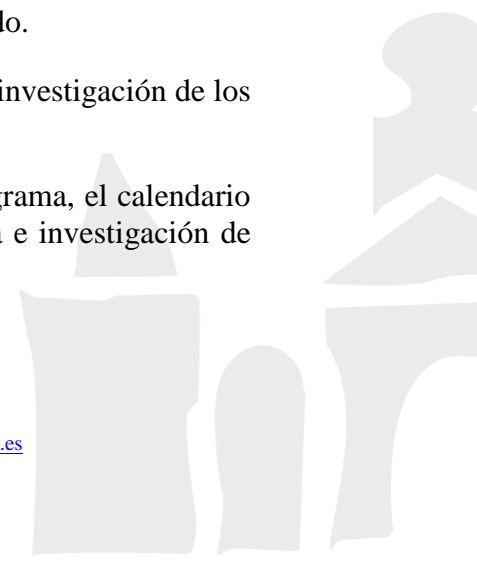 do.
investigación de los
grama, el calendario
a e investigación de
.es